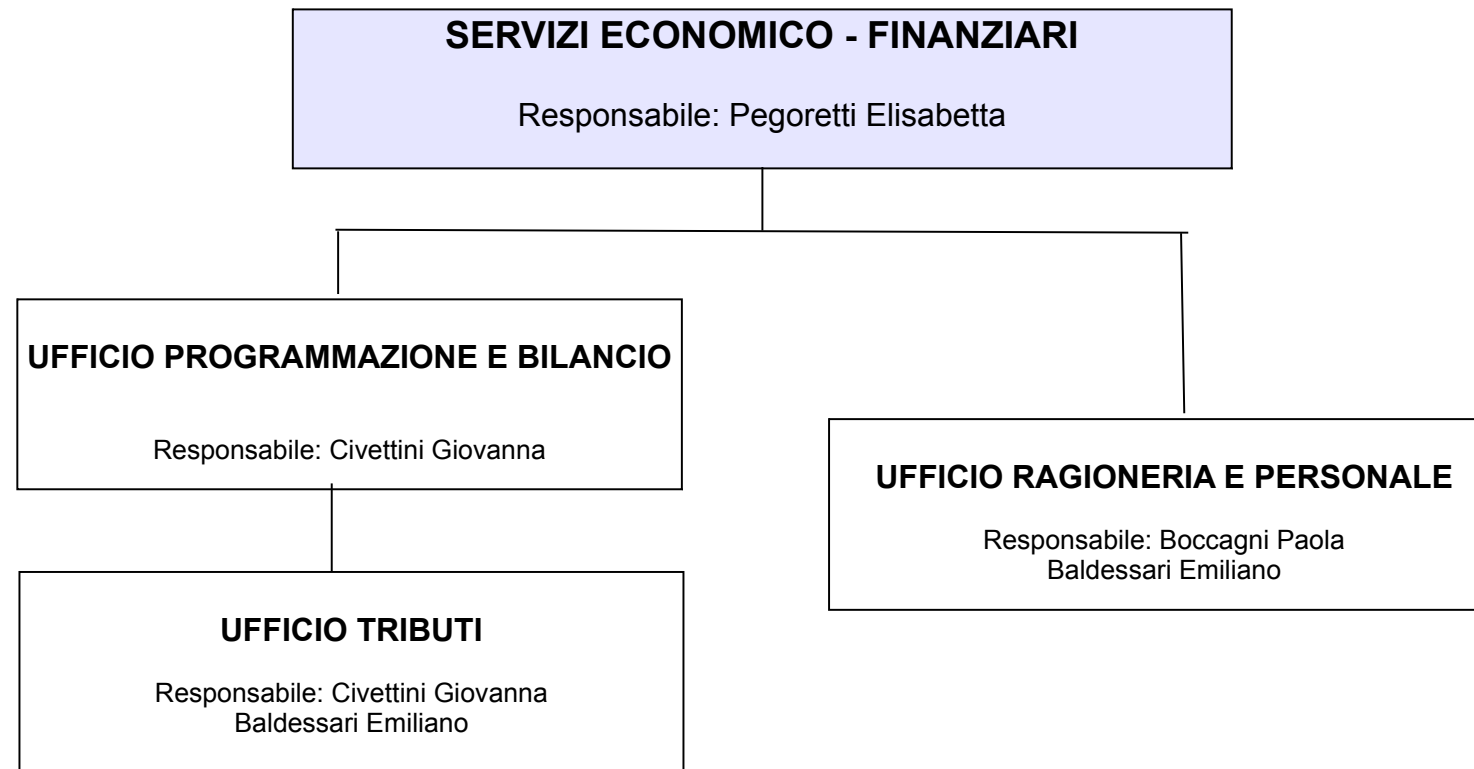 SERVIZI ECONOMICO - FINANZIARI
Responsabile: Pegoretti Elisabetta
UFFICIO PROGRAMMAZIONE E BILANCIO
Responsabile: Civettini Giovanna
UFFICIO RAGIONERIA E PERSONALE
Responsabile: Boccagni Paola
Baldessari Emiliano
UFFICIO TRIBUTI
Responsabile: Civettini Giovanna
Baldessari Emiliano